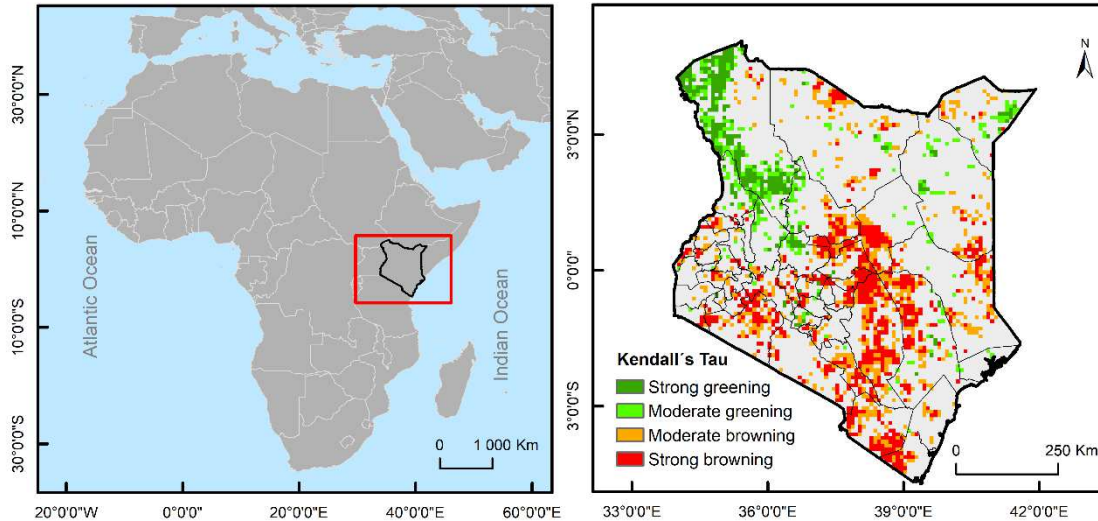 30°0'0"N
10°0'0"N
10°0'0"S
30°0'0"S
Atlantic Ocean
Indian Ocean
0 1 000 Km
20°0'0"W 0°0'0" 20°0'0"E 40°0'0"E 60°0'0"E
N
3°0'0"N
0°0'0"
3°0'0"S
Kendall´s Tau
Strong greening
Moderate greening
Moderate browning
Strong browning
0 250 Km
33°0'0"E 36°0'0"E 39°0'0"E 42°0'0"E